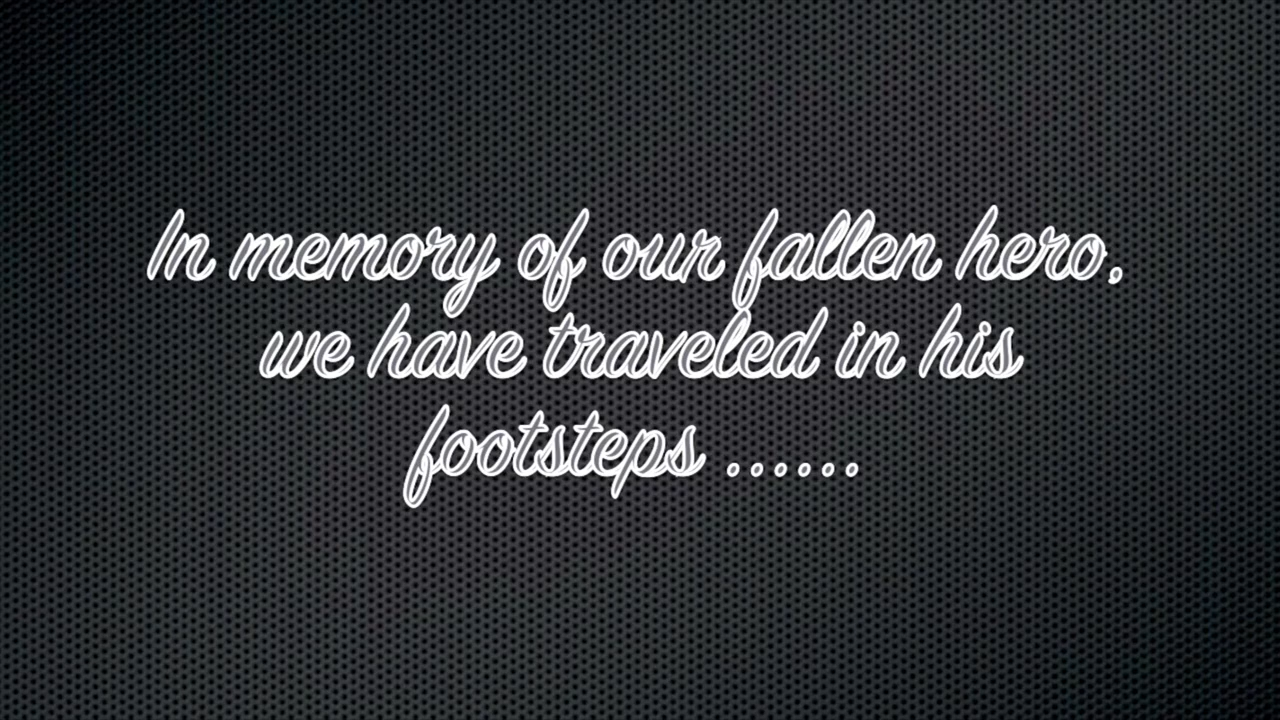 In memory of our fallen hero,
we have traveled in his
footsteps ......